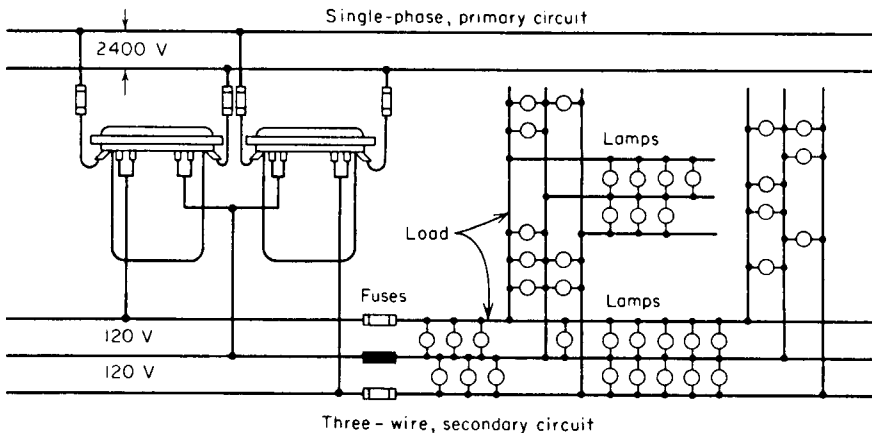 Single-phase, primary circuit
2400 V
Lamps
Load
Fuses
Lamps
120 V
120 V
Three-wire, secondary circuit